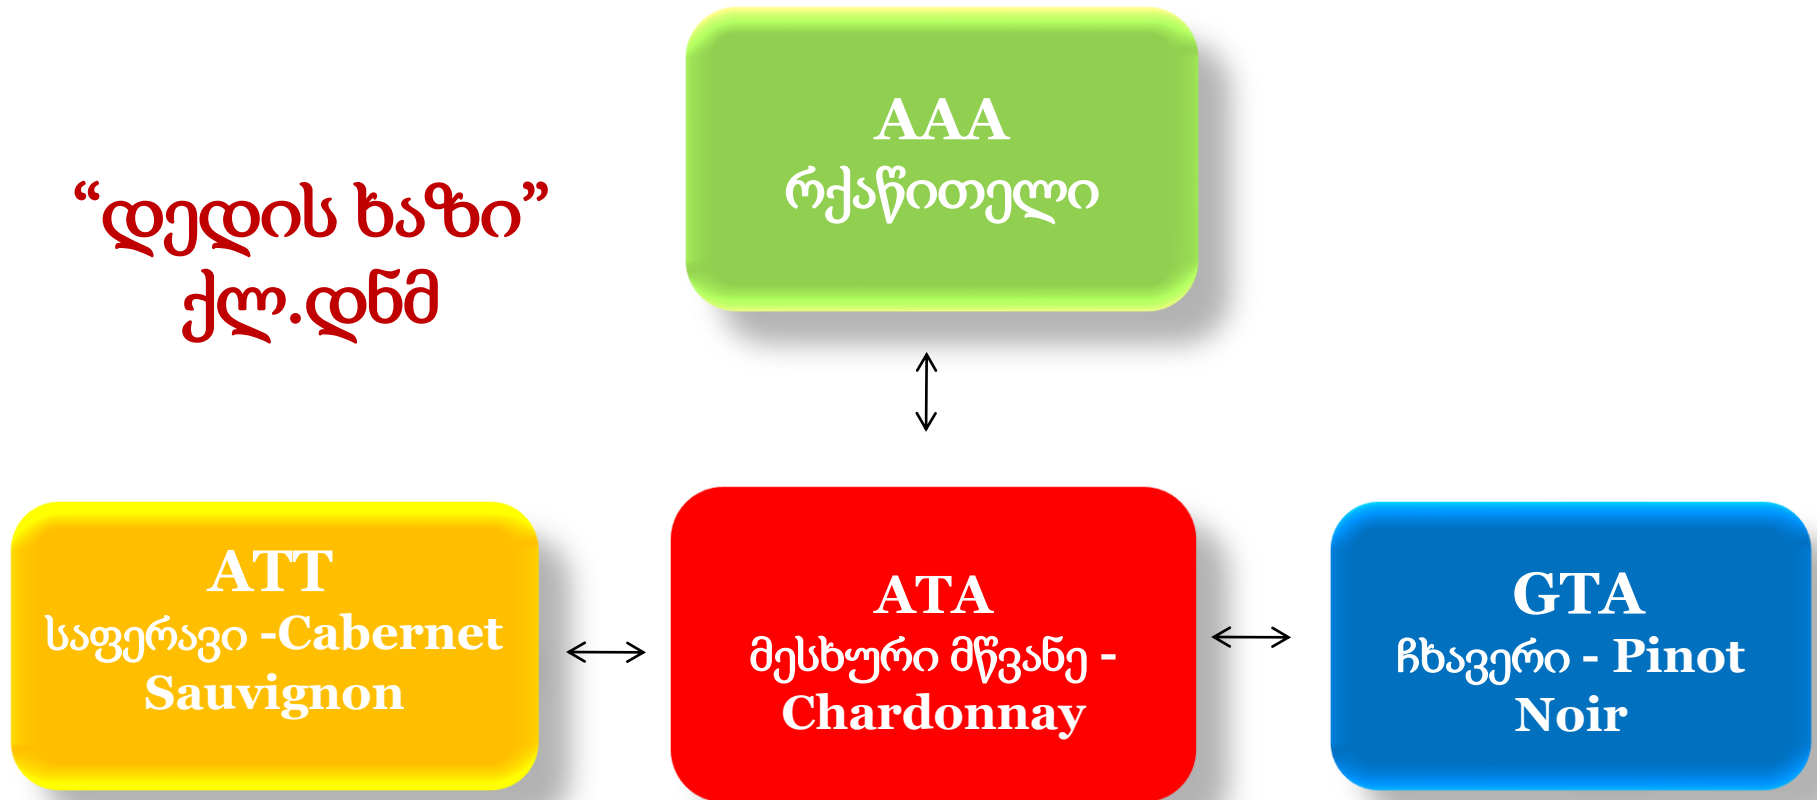 “დედის ხაზი”
ქლ.დნმ
AAA
რქაწითელი
ATT
საფერავი -Cabernet
Sauvignon
ATA
მესხური მწვანე -
Chardonnay
GTA
ჩხავერი - Pinot
Noir